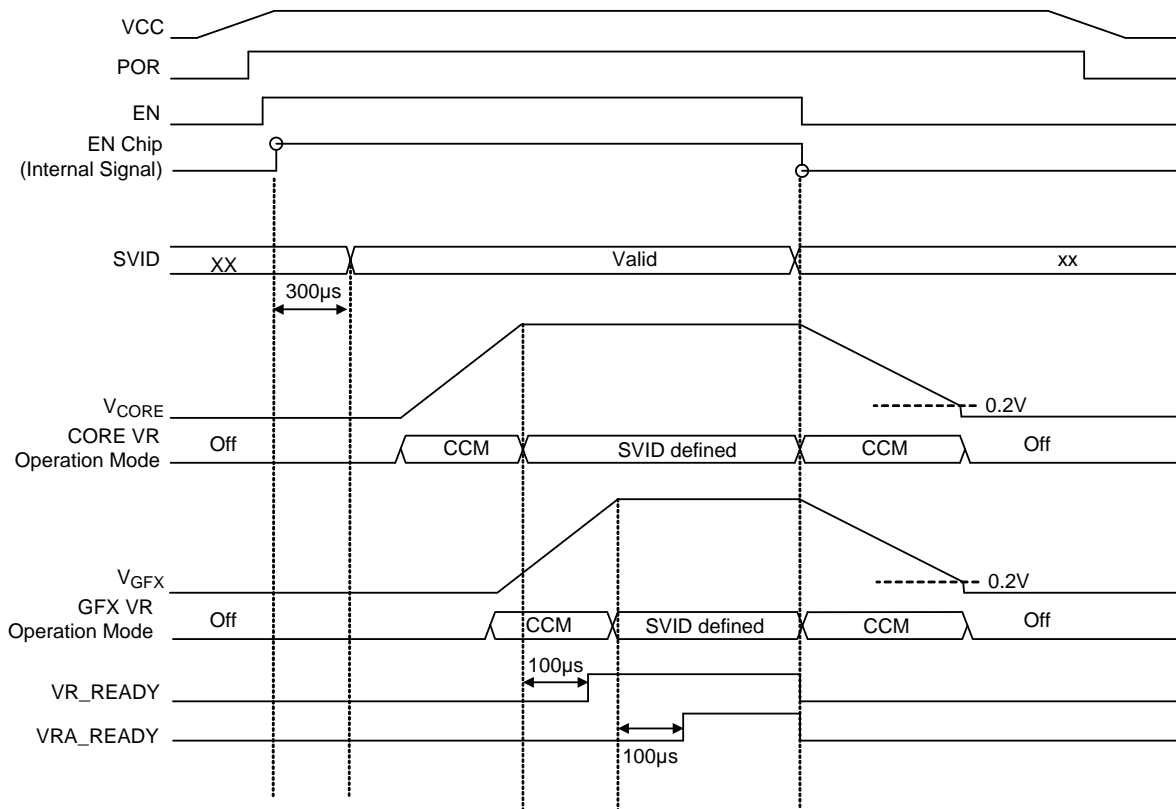 VCC
POR
EN
EN Chip
(Internal Signal)
SVID
XX
Valid
xx
300µs
VCORE
0.2V
CORE VR
Operation Mode
Off
CCM
SVID defined
CCM
Off
VGFX
0.2V
GFX VR
Operation Mode
Off
CCM
SVID defined
CCM
Off
100µs
VR_READY
VRA_READY
100µs